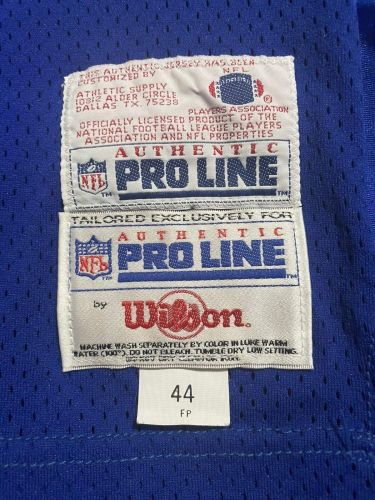 THIS AUTHENTIC JERSEY HAS BEEN
CUSTOMIZED BY
ATHLETIC SUPPLY
10812 ALDER CIRCLE
DALLAS TX. 75238
NFL
PLAYERS ASSOCIATION
®
OFFICIALLY LICENSED PRODUCT OF THE
NATIONAL FOOTBALL LEAGUE PLAYERS
ASSOCIATION AND NFL PROPERTIES
NFL
AUTHENTIC
PRO LINE
TM
TAILORED EXCLUSIVELY FOR
NFL
AUTHENTIC
PRO LINE
TM
by Wilson®
MACHINE WASH SEPARATELY BY COLOR IN LUKE WARM
WATER (100°). DO NOT BLEACH. TUMBLE DRY LOW SETTING.
44
FP